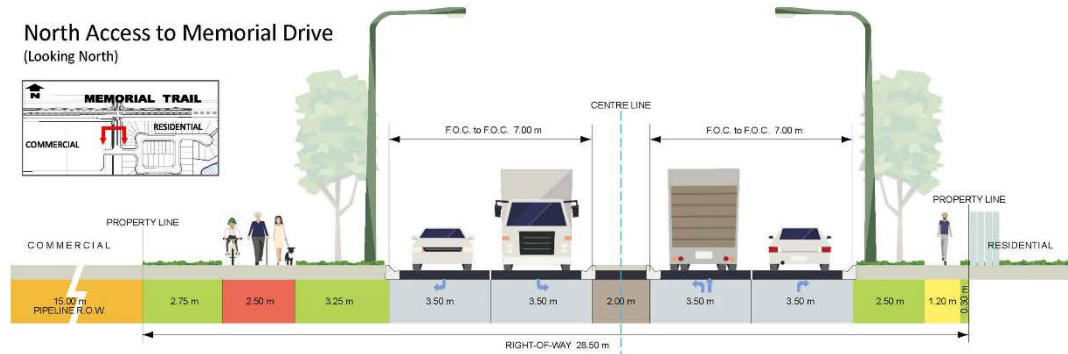 North Access to Memorial Drive
(Looking North)
N
MEMORIAL TRAIL
RESIDENTIAL
COMMERCIAL
CENTRE LINE
F.O.C. to F.O.C. 7.00 m
F.O.C. to F.O.C. 7.00 m
PROPERTY LINE
PROPERTY LINE
COMMERCIAL
RESIDENTIAL
15.00 m
PIPELINE R.O.W.
2.75 m
2.50 m
3.25 m
3.50 m
3.50 m
2.00 m
3.50 m
3.50 m
2.50 m
1.20 m
0.30 m
RIGHT-OF-WAY 28.50 m